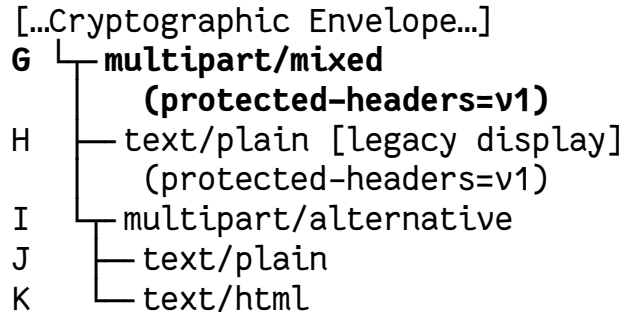 […Cryptographic Envelope…]
G └┬─multipart/mixed
(protected-headers=v1)
H ├──text/plain [legacy display]
(protected-headers=v1)
I └┬─multipart/alternative
J ├──text/plain
K └──text/html